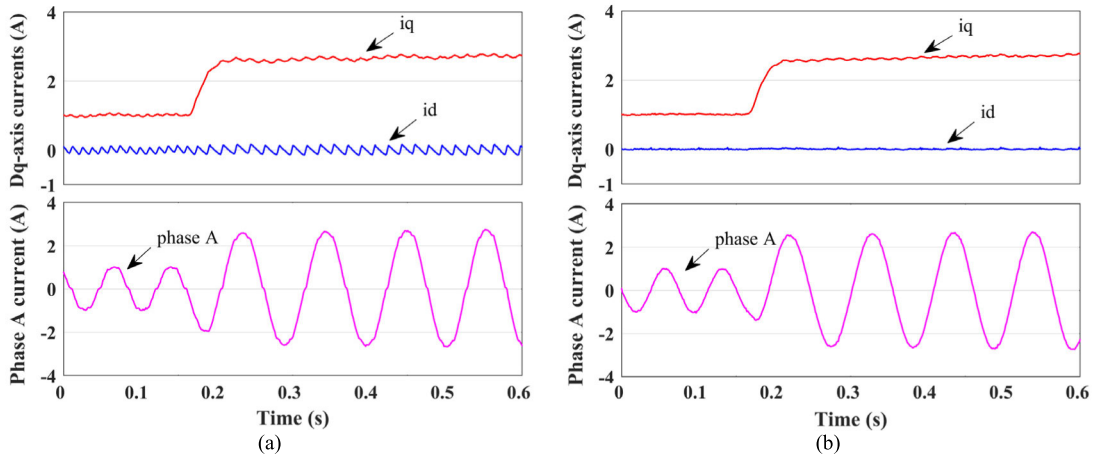 Dq-axis currents (A)
4
2
0
-1
iq
id
Phase A current (A)
4
2
0
-2
-4
phase A
0 0.1 0.2 0.3 0.4 0.5 0.6
Time (s)
(a)
Dq-axis currents (A)
4
2
0
-1
iq
id
Phase A current (A)
4
2
0
-2
-4
phase A
0 0.1 0.2 0.3 0.4 0.5 0.6
Time (s)
(b)